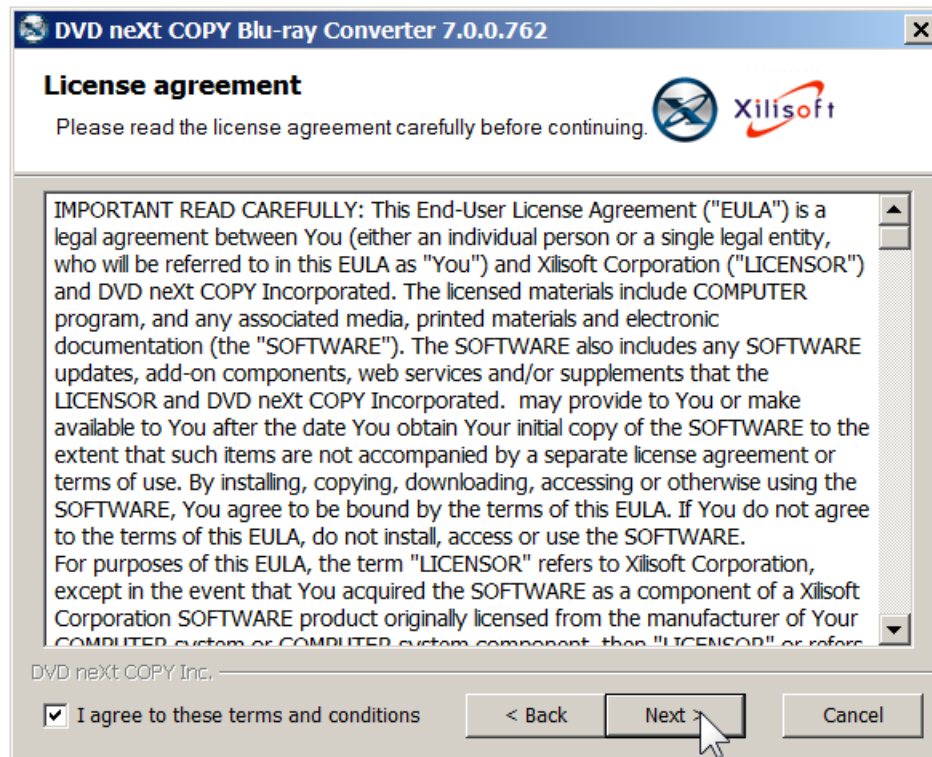 DVD neXt COPY Blu-ray Converter 7.0.0.762
License agreement
Please read the license agreement carefully before continuing.
Xilisoft
IMPORTANT READ CAREFULLY: This End-User License Agreement ("EULA") is a
legal agreement between You (either an individual person or a single legal entity,
who will be referred to in this EULA as "You") and Xilisoft Corporation ("LICENSOR")
and DVD neXt COPY Incorporated. The licensed materials include COMPUTER
program, and any associated media, printed materials and electronic
documentation (the "SOFTWARE"). The SOFTWARE also includes any SOFTWARE
updates, add-on components, web services and/or supplements that the
LICENSOR and DVD neXt COPY Incorporated.  may provide to You or make
available to You after the date You obtain Your initial copy of the SOFTWARE to the
extent that such items are not accompanied by a separate license agreement or
terms of use. By installing, copying, downloading, accessing or otherwise using the
SOFTWARE, You agree to be bound by the terms of this EULA. If You do not agree
to the terms of this EULA, do not install, access or use the SOFTWARE.
For purposes of this EULA, the term "LICENSOR" refers to Xilisoft Corporation,
except in the event that You acquired the SOFTWARE as a component of a Xilisoft
Corporation SOFTWARE product originally licensed from the manufacturer of Your
COMPUTER system or COMPUTER system component, then "LICENSOR" or refers
DVD neXt COPY Inc.
I agree to these terms and conditions
< Back
Next >
Cancel